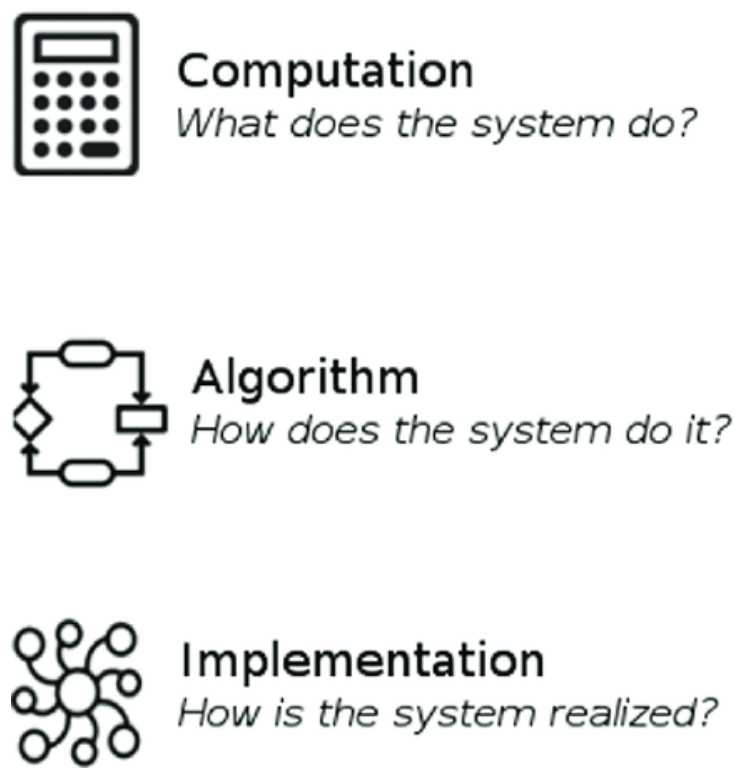 Computation
What does the system do?
Algorithm
How does the system do it?
Implementation
How is the system realized?